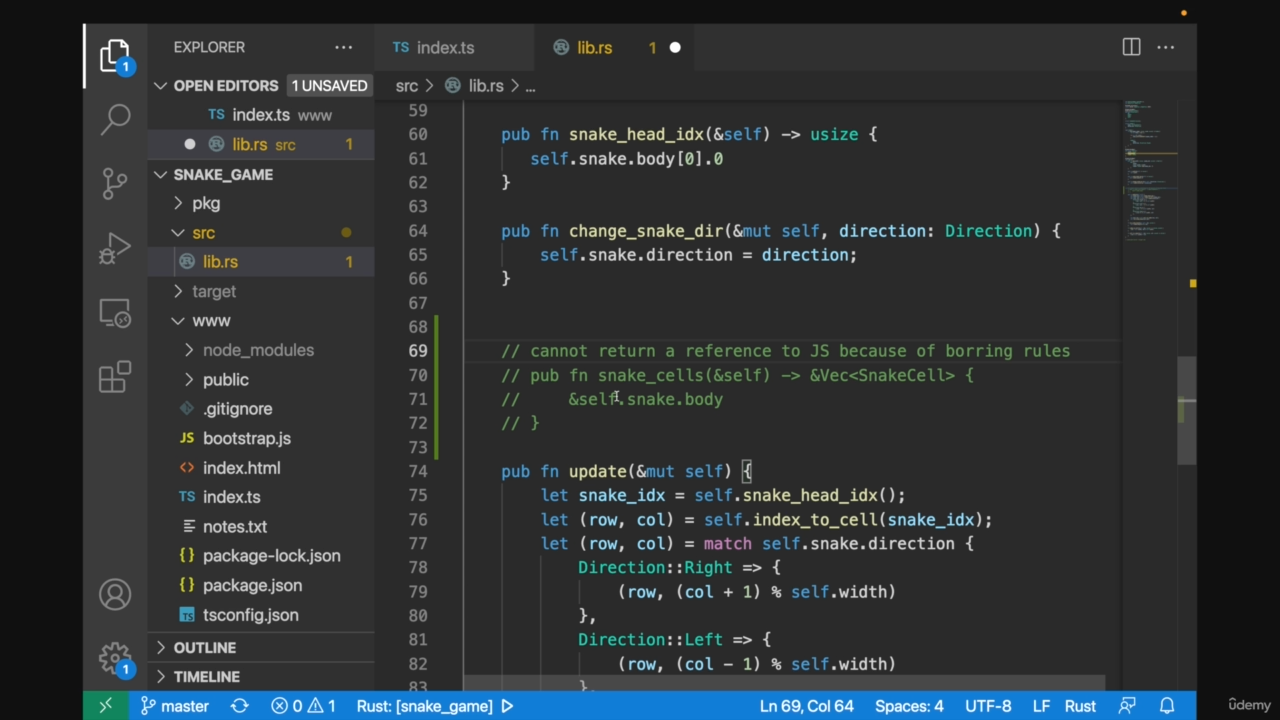 EXPLORER
OPEN EDITORS 1 UNSAVED
TS index.ts www
lib.rs src 1
SNAKE_GAME
pkg
src
lib.rs 1
target
www
node_modules
public
.gitignore
JS bootstrap.js
<> index.html
TS index.ts
notes.txt
{} package-lock.json
{} package.json
TS tsconfig.json
OUTLINE
TIMELINE
1
1
TS index.ts
lib.rs 1
src > lib.rs > ...
59
60 pub fn snake_head_idx(&self) -> usize {
61 self.snake.body[0].0
62 }
63
64 pub fn change_snake_dir(&mut self, direction: Direction) {
65 self.snake.direction = direction;
66 }
67
68
69 // cannot return a reference to JS because of borring rules
70 // pub fn snake_cells(&self) -> &Vec<SnakeCell> {
71 // &self.snake.body
72 // }
73
74 pub fn update(&mut self) {
75 let snake_idx = self.snake_head_idx();
76 let (row, col) = self.index_to_cell(snake_idx);
77 let (row, col) = match self.snake.direction {
78 Direction::Right => {
79 (row, (col + 1) % self.width)
80 },
81 Direction::Left => {
82 (row, (col - 1) % self.width)
83 },
master 0 1 Rust: [snake_game] Ln 69, Col 64 Spaces: 4 UTF-8 LF Rust
ûdemy